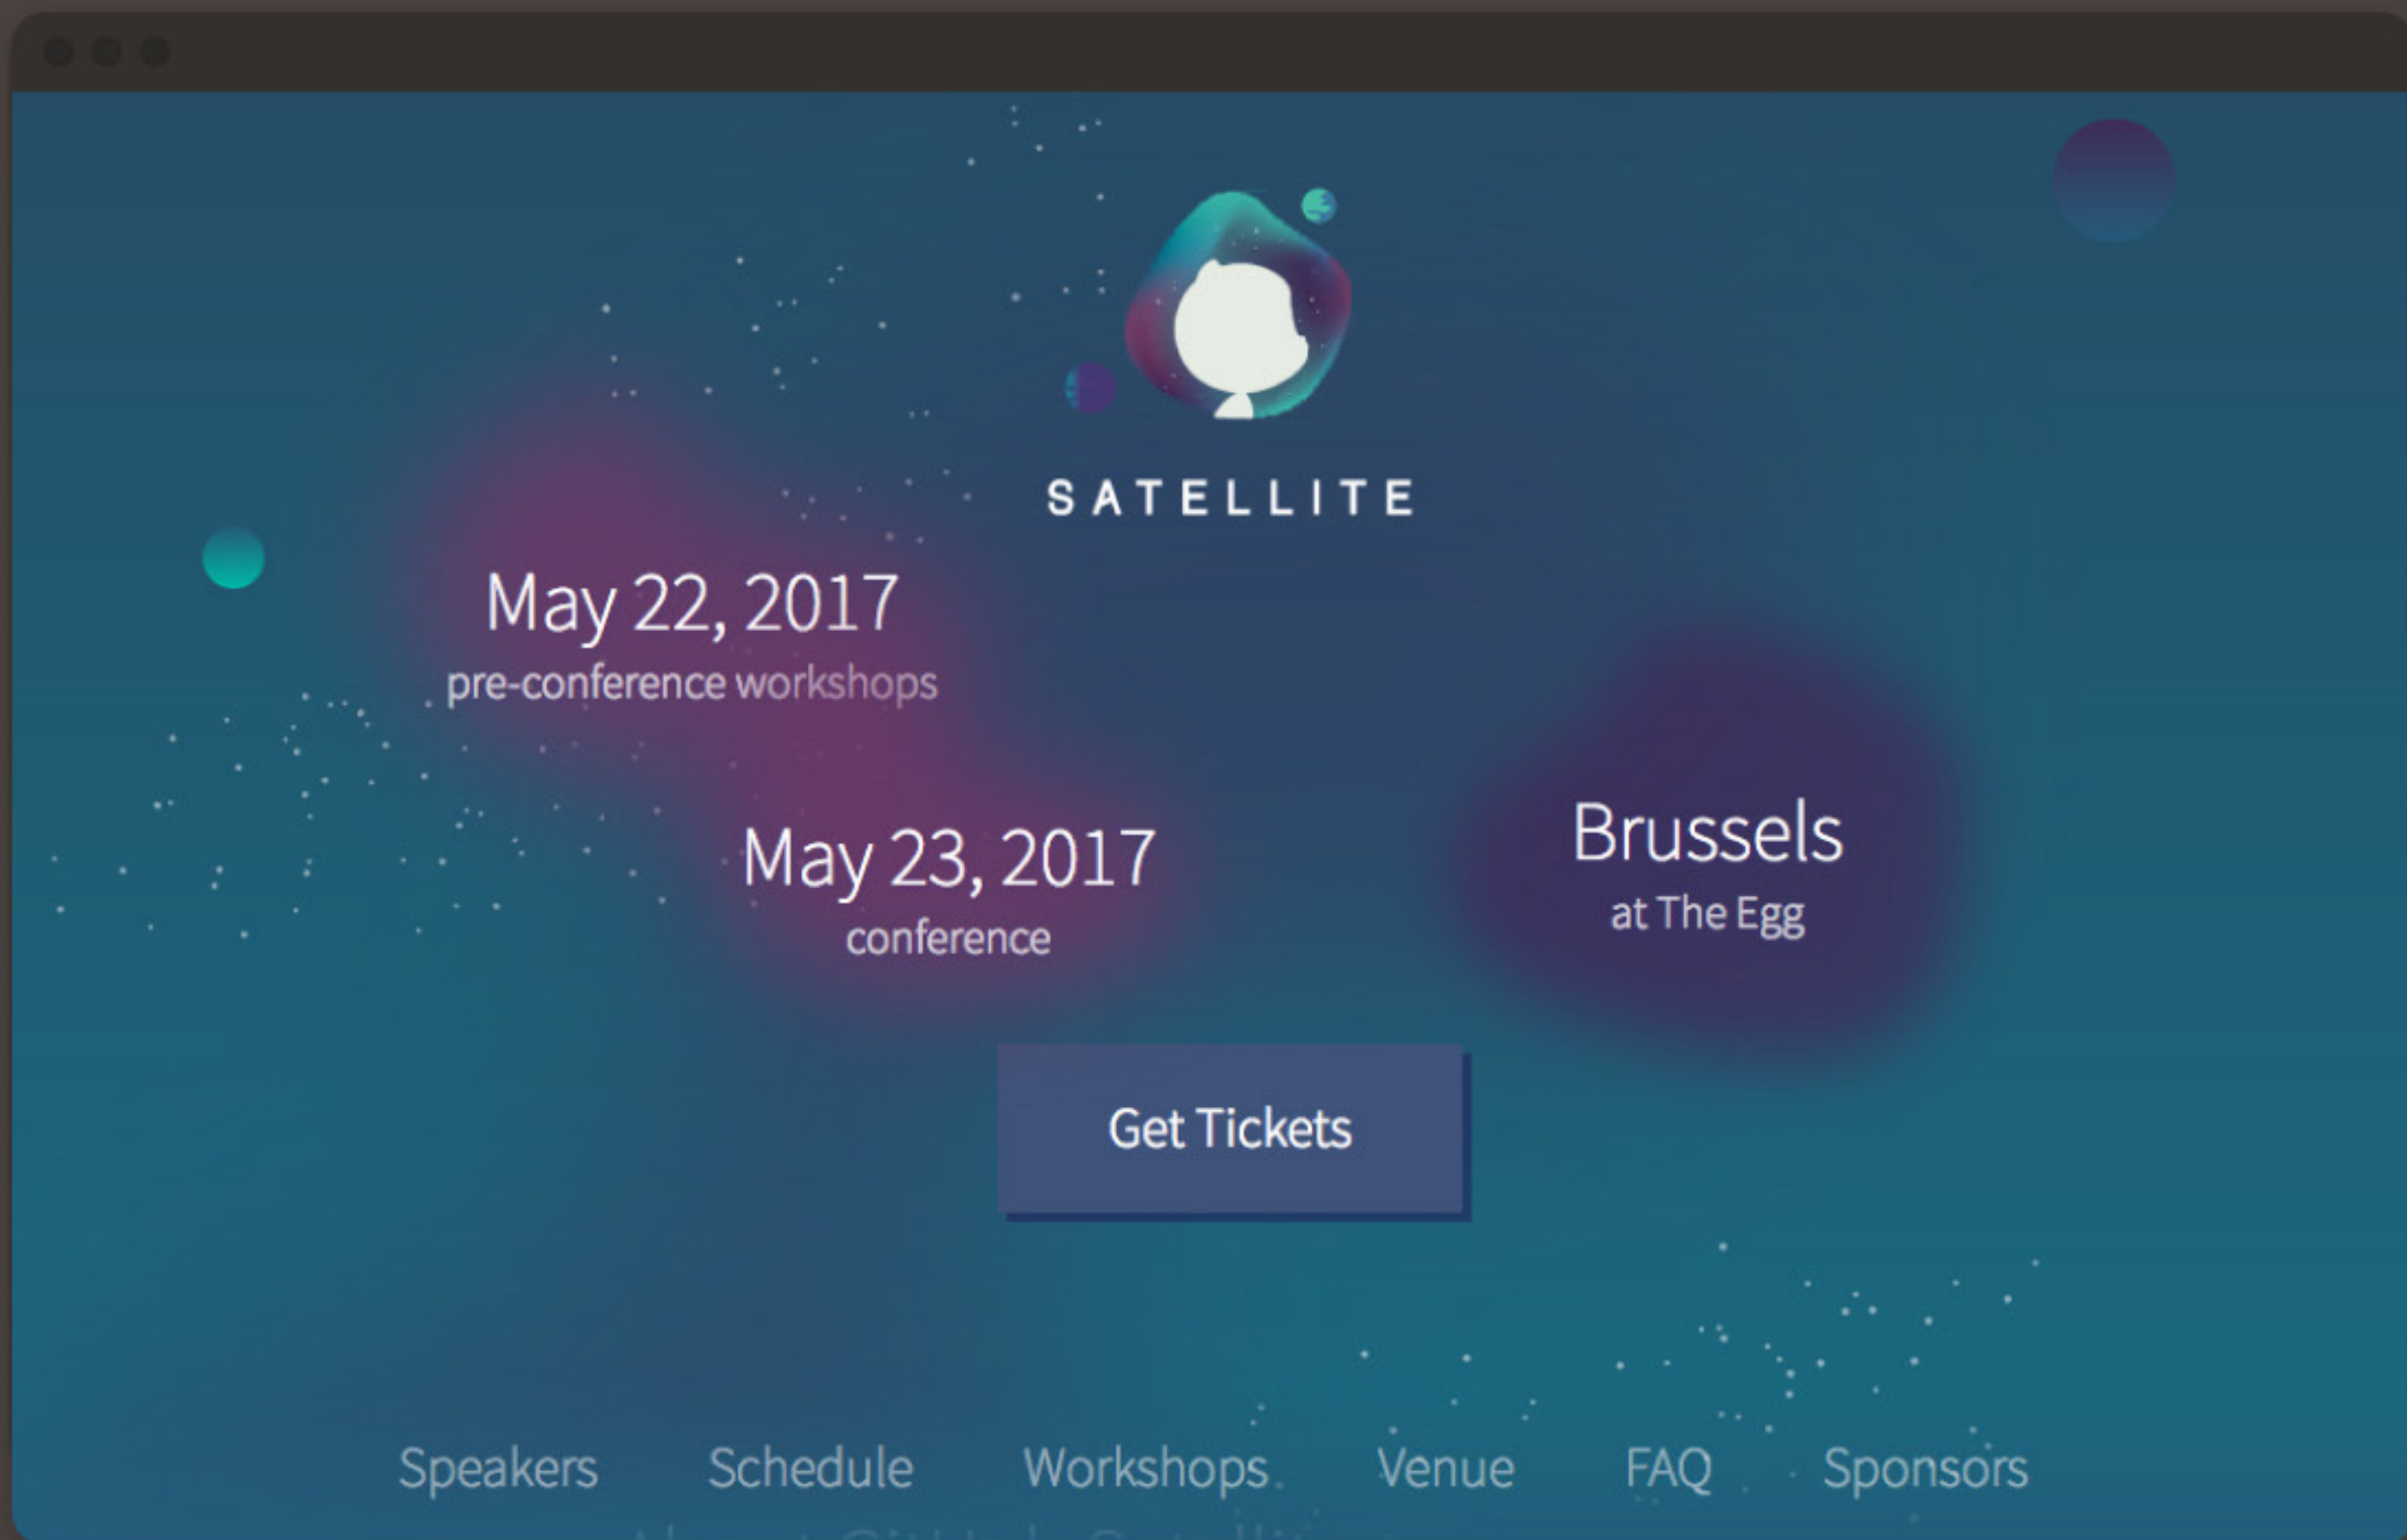 SATELLITE
May 22, 2017
pre-conference workshops
May 23, 2017
conference
Brussels
at The Egg
Get Tickets
Speakers Schedule Workshops Venue FAQ Sponsors